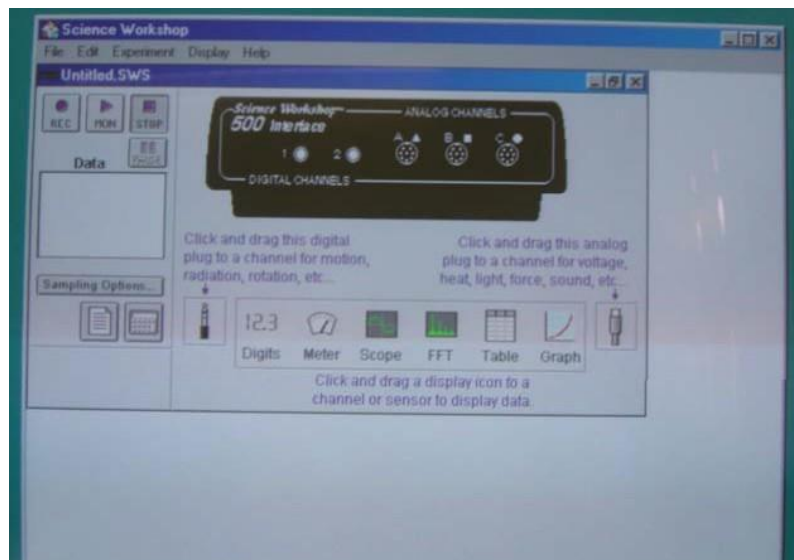 Science Workshop
File Edit Experiment Display Help
Untitled.SWS
REC MON STOP
Science Workshop
500 Interface
ANALOG CHANNELS
A B C
1 2
DIGITAL CHANNELS
Data
Click and drag this digital
plug to a channel for motion,
radiation, rotation, etc...
Click and drag this analog
plug to a channel for voltage,
heat, light, force, sound, etc...
Sampling Options...
12.3
Digits Meter Scope FFT Table Graph
Click and drag a display icon to a
channel or sensor to display data.